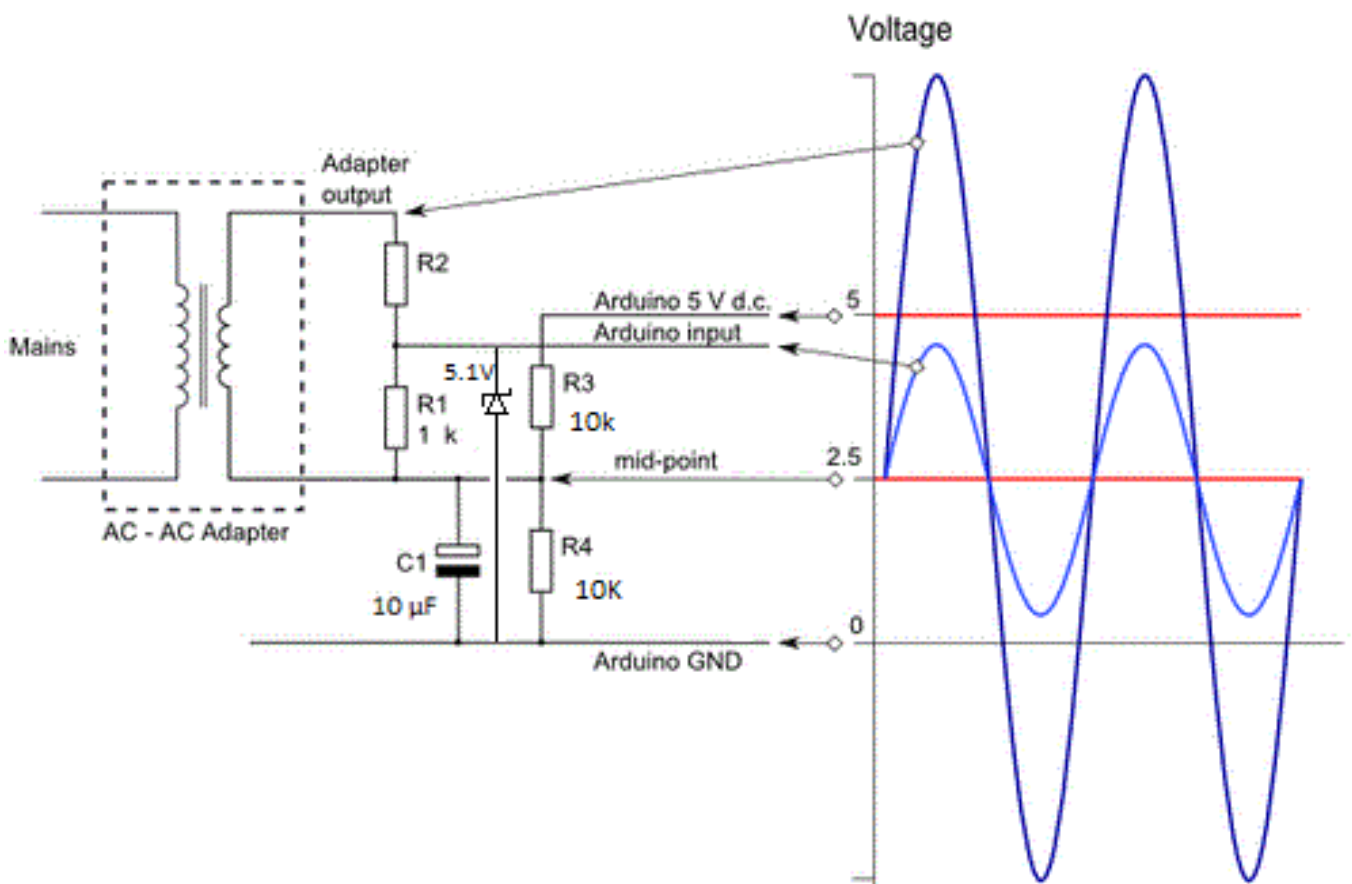 Voltage
Adapter
output
R2
Arduino 5 V d.c.
5
Arduino input
Mains
5.1V
R3
R1
10k
1 k
mid-point
2.5
AC - AC Adapter
R4
C1
10K
10 µF
0
Arduino GND